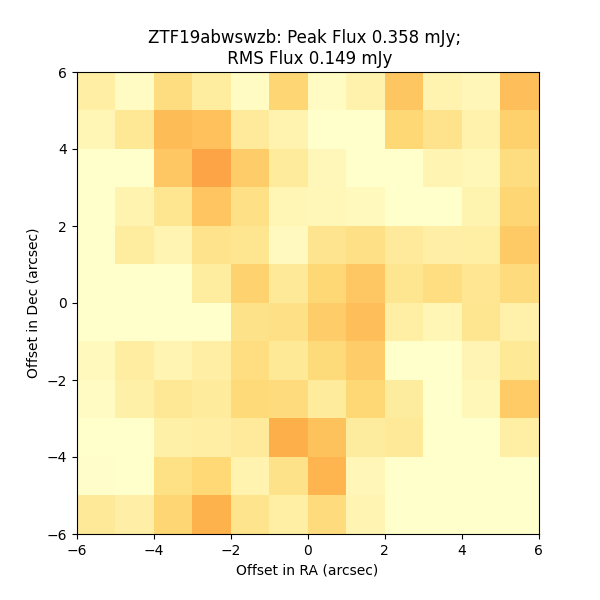 ZTF19abwswzb: Peak Flux 0.358 mJy;
RMS Flux 0.149 mJy
6
4
2
0
−2
−4
−6
Offset in Dec (arcsec)
−6 −4 −2 0 2 4 6
Offset in RA (arcsec)